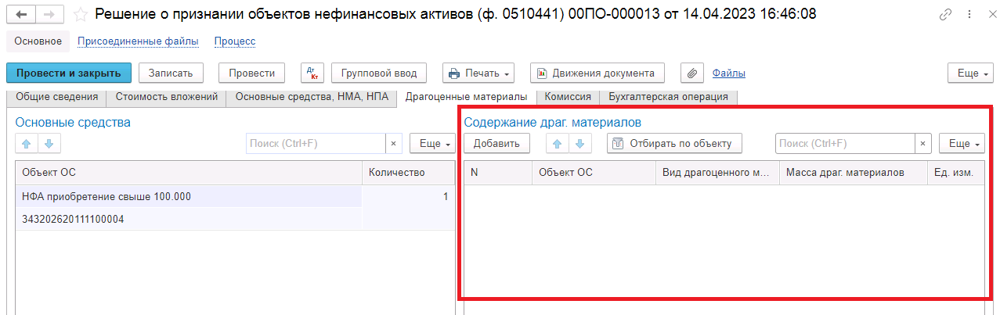 Решение о признании объектов нефинансовых активов (ф. 0510441) 00ПО-000013 от 14.04.2023 16:46:08
Основное Присоединенные файлы Процесс
Провести и закрыть Записать Провести Дт Кт Групповой ввод Печать Движения документа Файлы Еще
Общие сведения Стоимость вложений Основные средства, НМА, НПА Драгоценные материалы Комиссия Бухгалтерская операция
Основные средства
Поиск (Ctrl+F) × Еще
Объект ОС Количество
НФА приобретение свыше 100.000 1
343202620111100004
Содержание драг. материалов
Добавить Отбирать по объекту Поиск (Ctrl+F) × Еще
N Объект ОС Вид драгоценного м... Масса драг. материалов Ед. изм.